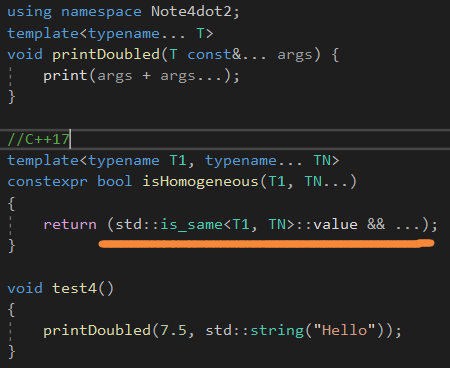 using namespace Note4dot2;
template<typename... T>
void printDoubled(T const&... args) {
    print(args + args...);
}
//C++17
template<typename T1, typename... TN>
constexpr bool isHomogeneous(T1, TN...)
{
    return (std::is_same<T1, TN>::value && ...);
}
void test4()
{
    printDoubled(7.5, std::string("Hello"));
}